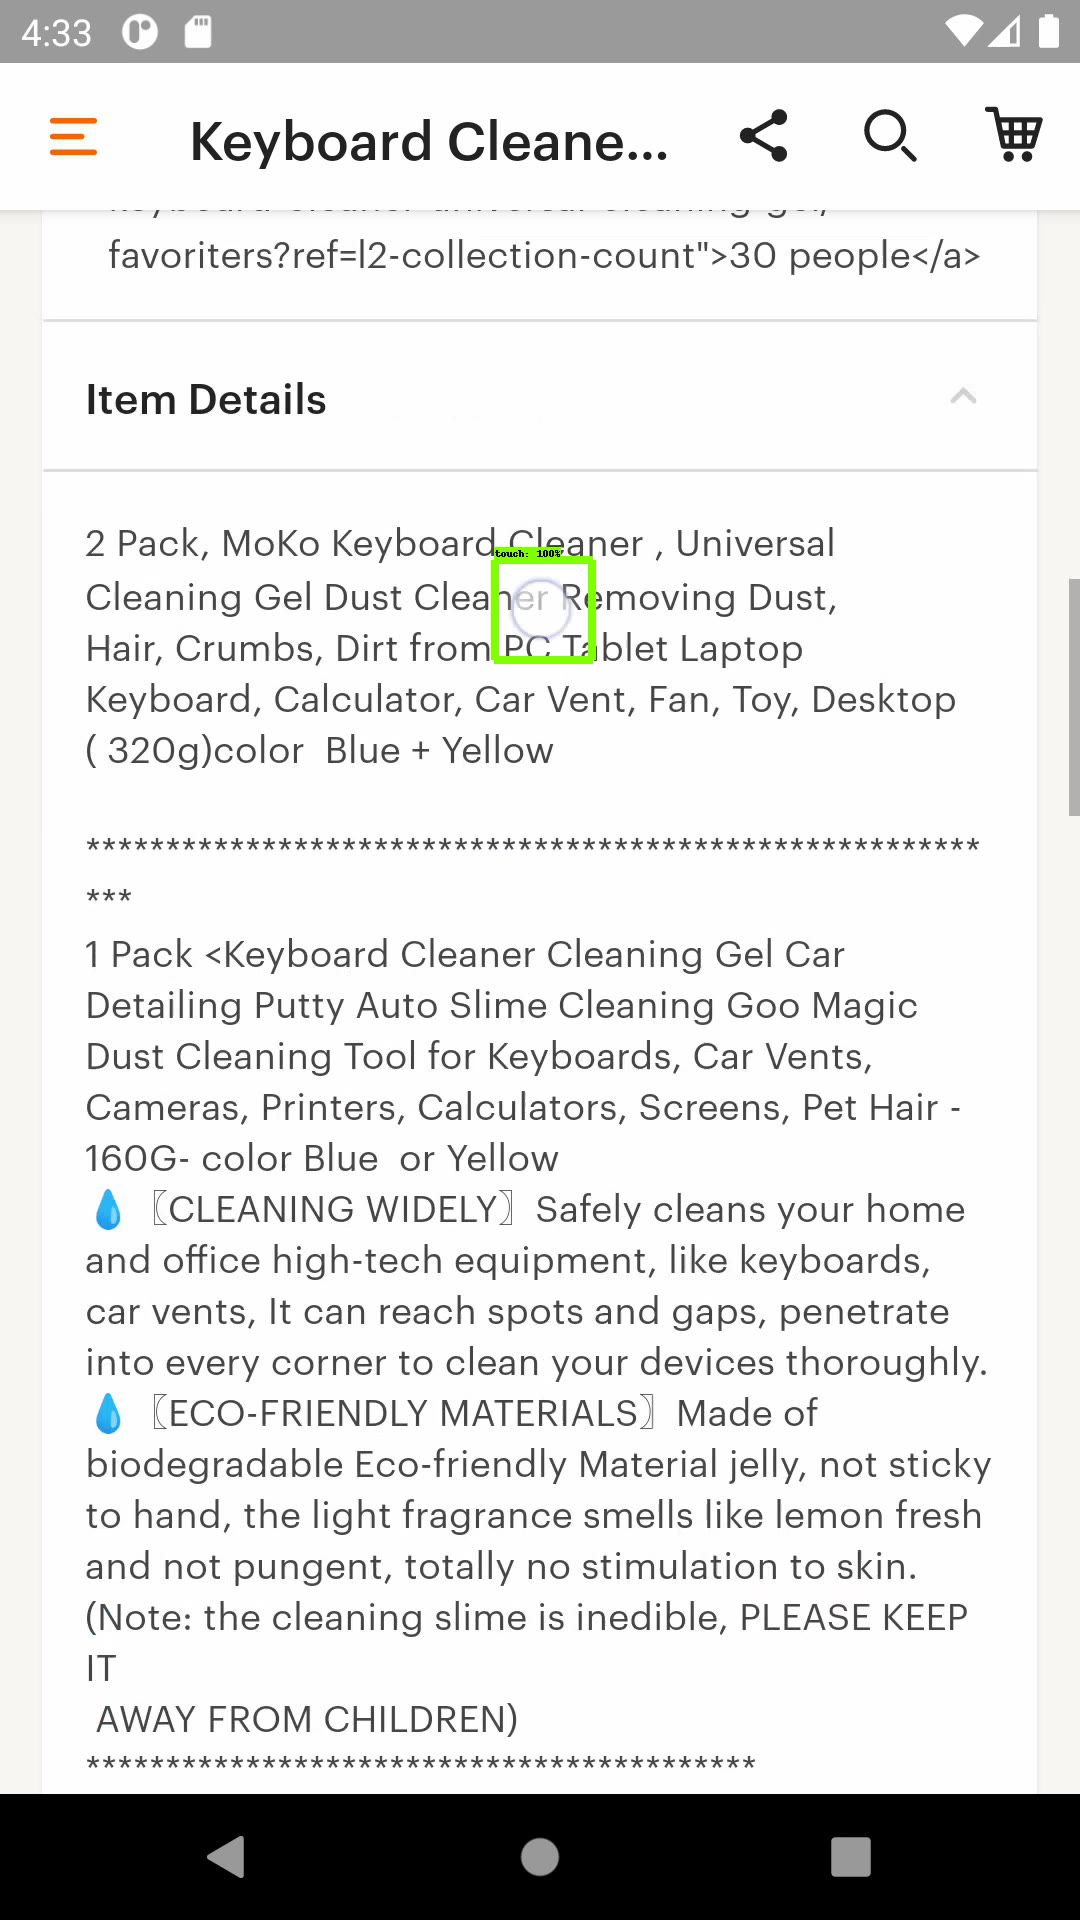 4:33
Keyboard Cleane...
favoriters?ref=l2-collection-count">30 people</a>
Item Details
2 Pack, MoKo Keyboard Cleaner , Universal
touch: 100%
Cleaning Gel Dust Cleaner Removing Dust,
Hair, Crumbs, Dirt from PC Tablet Laptop
Keyboard, Calculator, Car Vent, Fan, Toy, Desktop
( 320g)color  Blue + Yellow
********************************************************
***
1 Pack <Keyboard Cleaner Cleaning Gel Car
Detailing Putty Auto Slime Cleaning Goo Magic
Dust Cleaning Tool for Keyboards, Car Vents,
Cameras, Printers, Calculators, Screens, Pet Hair -
160G- color Blue  or Yellow
💧 〖CLEANING WIDELY〗Safely cleans your home
and office high-tech equipment, like keyboards,
car vents, It can reach spots and gaps, penetrate
into every corner to clean your devices thoroughly.
💧 〖ECO-FRIENDLY MATERIALS〗Made of
biodegradable Eco-friendly Material jelly, not sticky
to hand, the light fragrance smells like lemon fresh
and not pungent, totally no stimulation to skin.
(Note: the cleaning slime is inedible, PLEASE KEEP
IT
AWAY FROM CHILDREN)
******************************************